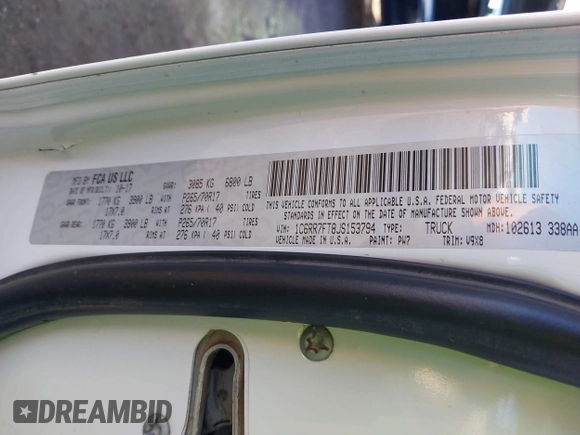 MFD BY FCA US LLC
DATE OF MFR/BUILT: 10-17 GVWR: 3085 KG 6800 LB
GAWR FRONT: 1770 KG 3900 LB WITH P265/70R17 TIRES
17X7.0 RIMS AT 276 KPA ( 40 PSI) COLD
GAWR REAR: 1770 KG 3900 LB WITH P265/70R17 TIRES
17X7.0 RIMS AT 276 KPA ( 40 PSI) COLD
THIS VEHICLE CONFORMS TO ALL APPLICABLE U.S.A. FEDERAL MOTOR VEHICLE SAFETY
STANDARDS IN EFFECT ON THE DATE OF MANUFACTURE SHOWN ABOVE.
VIN: 1C6RR7FT8JS153794 TYPE: TRUCK MDH: 102613 338AA
VEHICLE MADE IN U.S.A. PAINT: PW7 TRIM: V9X8
DREAMBID